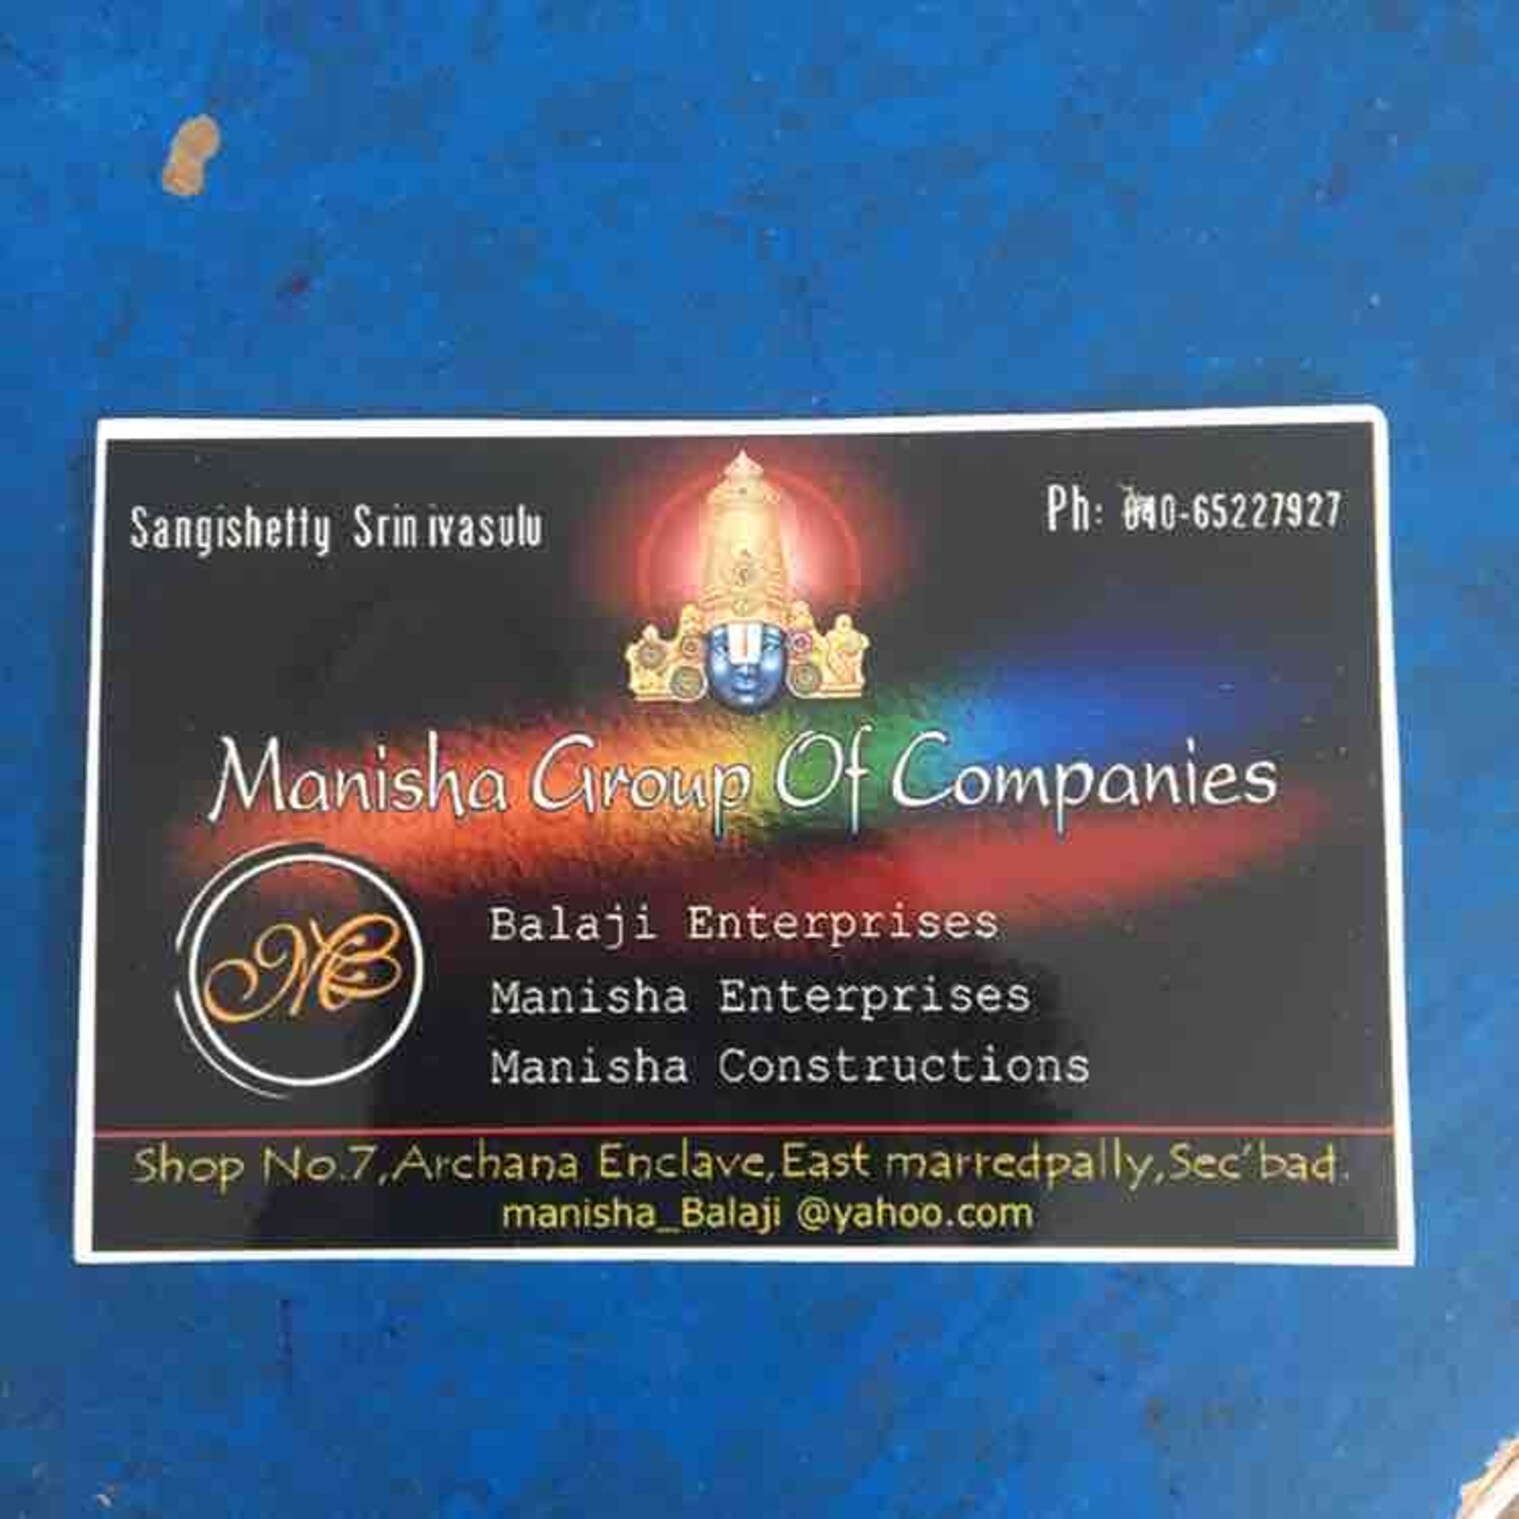 Sangishetty Srinivasulu
Ph: 040-65227927
Manisha Group Of Companies
MB
Balaji Enterprises
Manisha Enterprises
Manisha Constructions
Shop No.7,Archana Enclave,East marredpally,Sec'bad.
manisha_Balaji @yahoo.com